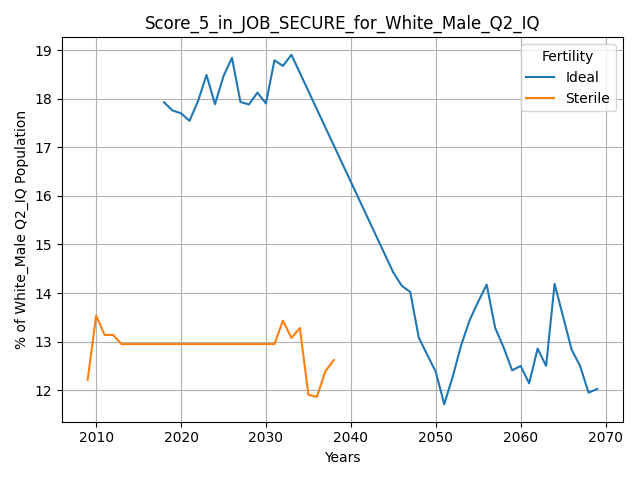 Score_5_in_JOB_SECURE_for_White_Male_Q2_IQ
% of White_Male Q2_IQ Population
19
18
17
16
15
14
13
12
Fertility
Ideal
Sterile
2010 2020 2030 2040 2050 2060 2070
Years